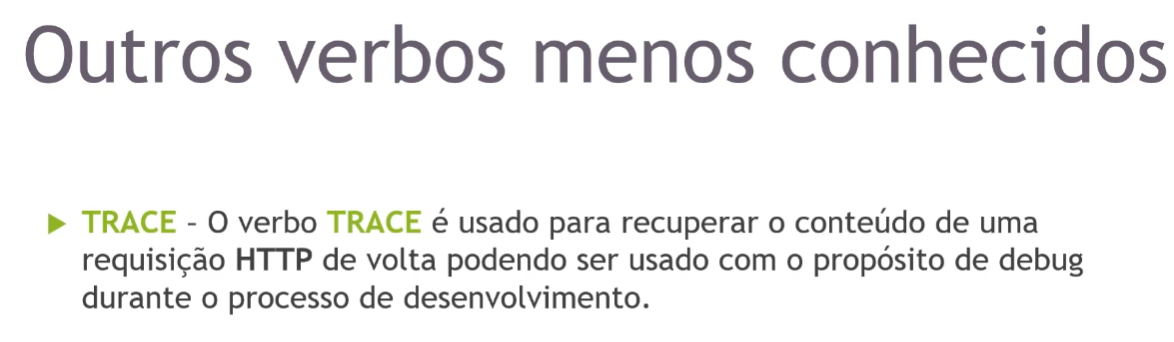 Outros verbos menos conhecidos
TRACE – O verbo TRACE é usado para recuperar o conteúdo de uma
requisição HTTP de volta podendo ser usado com o propósito de debug
durante o processo de desenvolvimento.